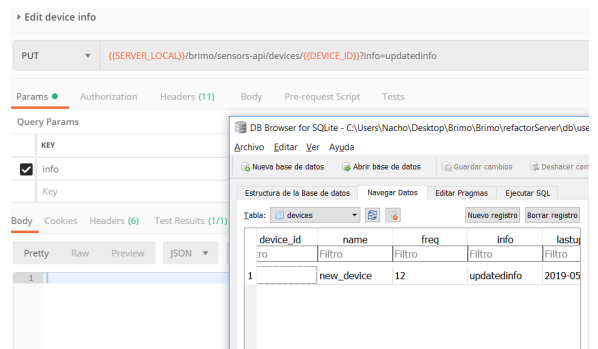 Edit device info
PUT {{SERVER_LOCAL}}/brimo/sensors-api/devices/{{DEVICE_ID}}?info=updatedinfo
Params Authorization Headers (11) Body Pre-request Script Tests
Query Params
KEY
info
Key
Body Cookies Headers (6) Test Results (1/1)
Pretty Raw Preview JSON
1
DB Browser for SQLite - C:\Users\Nacho\Desktop\Brimo\Brimo\refactorServer\db\use
Archivo Editar Ver Ayuda
Nueva base de datos Abrir base de datos Guardar cambios Deshacer cam
Estructura de la Base de datos Navegar Datos Editar Pragmas Ejecutar SQL
Tabla: devices Nuevo registro Borrar registro
device_id name freq info lastu
ro Filtro Filtro Filtro Filtro
1 new_device 12 updatedinfo 2019-05